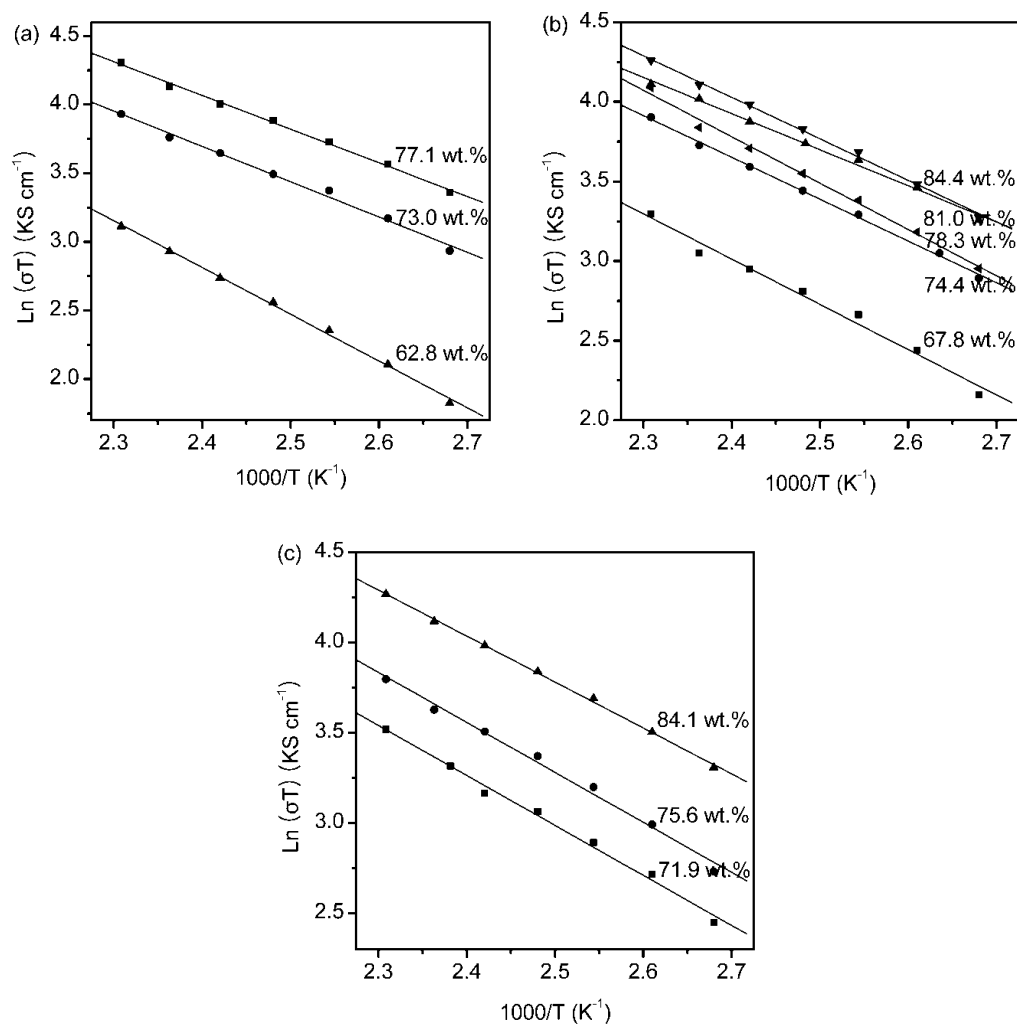 (a)
4.5
4.0
3.5
3.0
2.5
2.0
Ln (σT) (KS cm⁻¹)
77.1 wt.%
73.0 wt.%
62.8 wt.%
2.3 2.4 2.5 2.6 2.7
1000/T (K⁻¹)
(b)
4.5
4.0
3.5
3.0
2.5
2.0
Ln (σT) (KS cm⁻¹)
84.4 wt.%
81.0 wt.%
78.3 wt.%
74.4 wt.%
67.8 wt.%
2.3 2.4 2.5 2.6 2.7
1000/T (K⁻¹)
(c)
4.5
4.0
3.5
3.0
2.5
Ln (σT) (KS cm⁻¹)
84.1 wt.%
75.6 wt.%
71.9 wt.%
2.3 2.4 2.5 2.6 2.7
1000/T (K⁻¹)